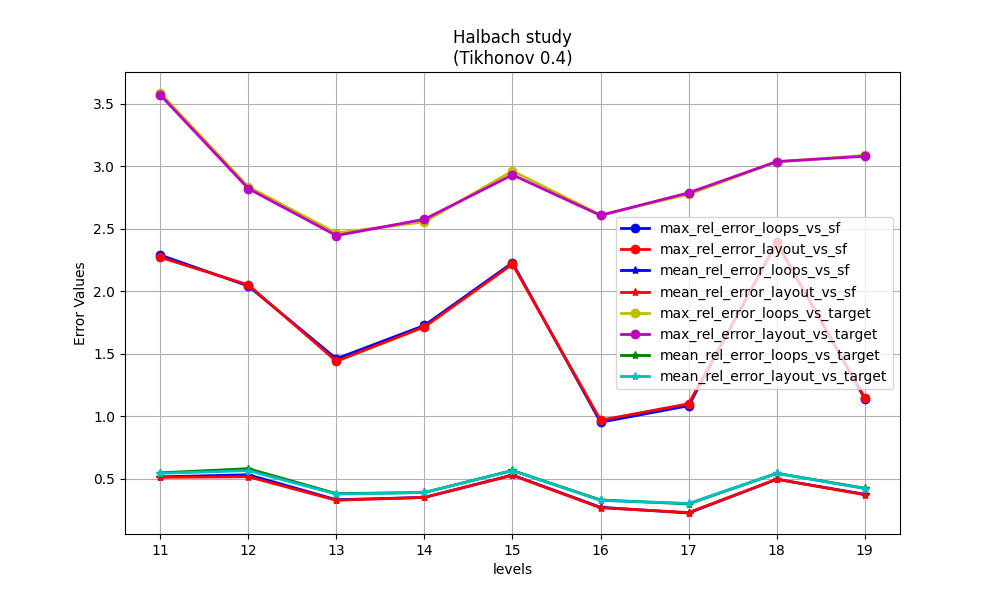 Halbach study
(Tikhonov 0.4)
Error Values
3.5
3.0
2.5
2.0
1.5
1.0
0.5
max_rel_error_loops_vs_sf
max_rel_error_layout_vs_sf
mean_rel_error_loops_vs_sf
mean_rel_error_layout_vs_sf
max_rel_error_loops_vs_target
max_rel_error_layout_vs_target
mean_rel_error_loops_vs_target
mean_rel_error_layout_vs_target
11 12 13 14 15 16 17 18 19
levels